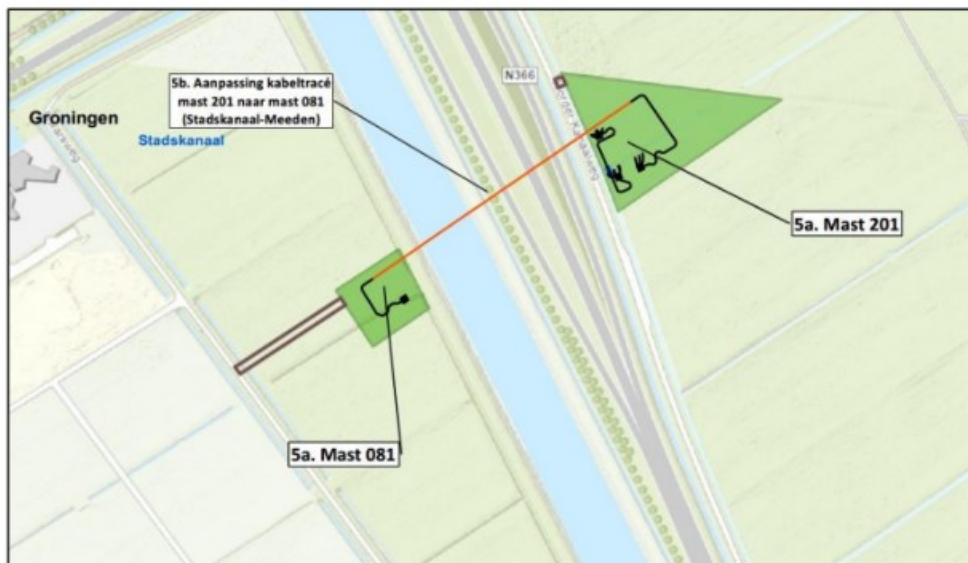 5b. Aanpassing kabeltracé
mast 201 naar mast 081
(Stadskanaal-Meeden)
N366
Groningen
Stadskanaal
5a. Mast 201
5a. Mast 081